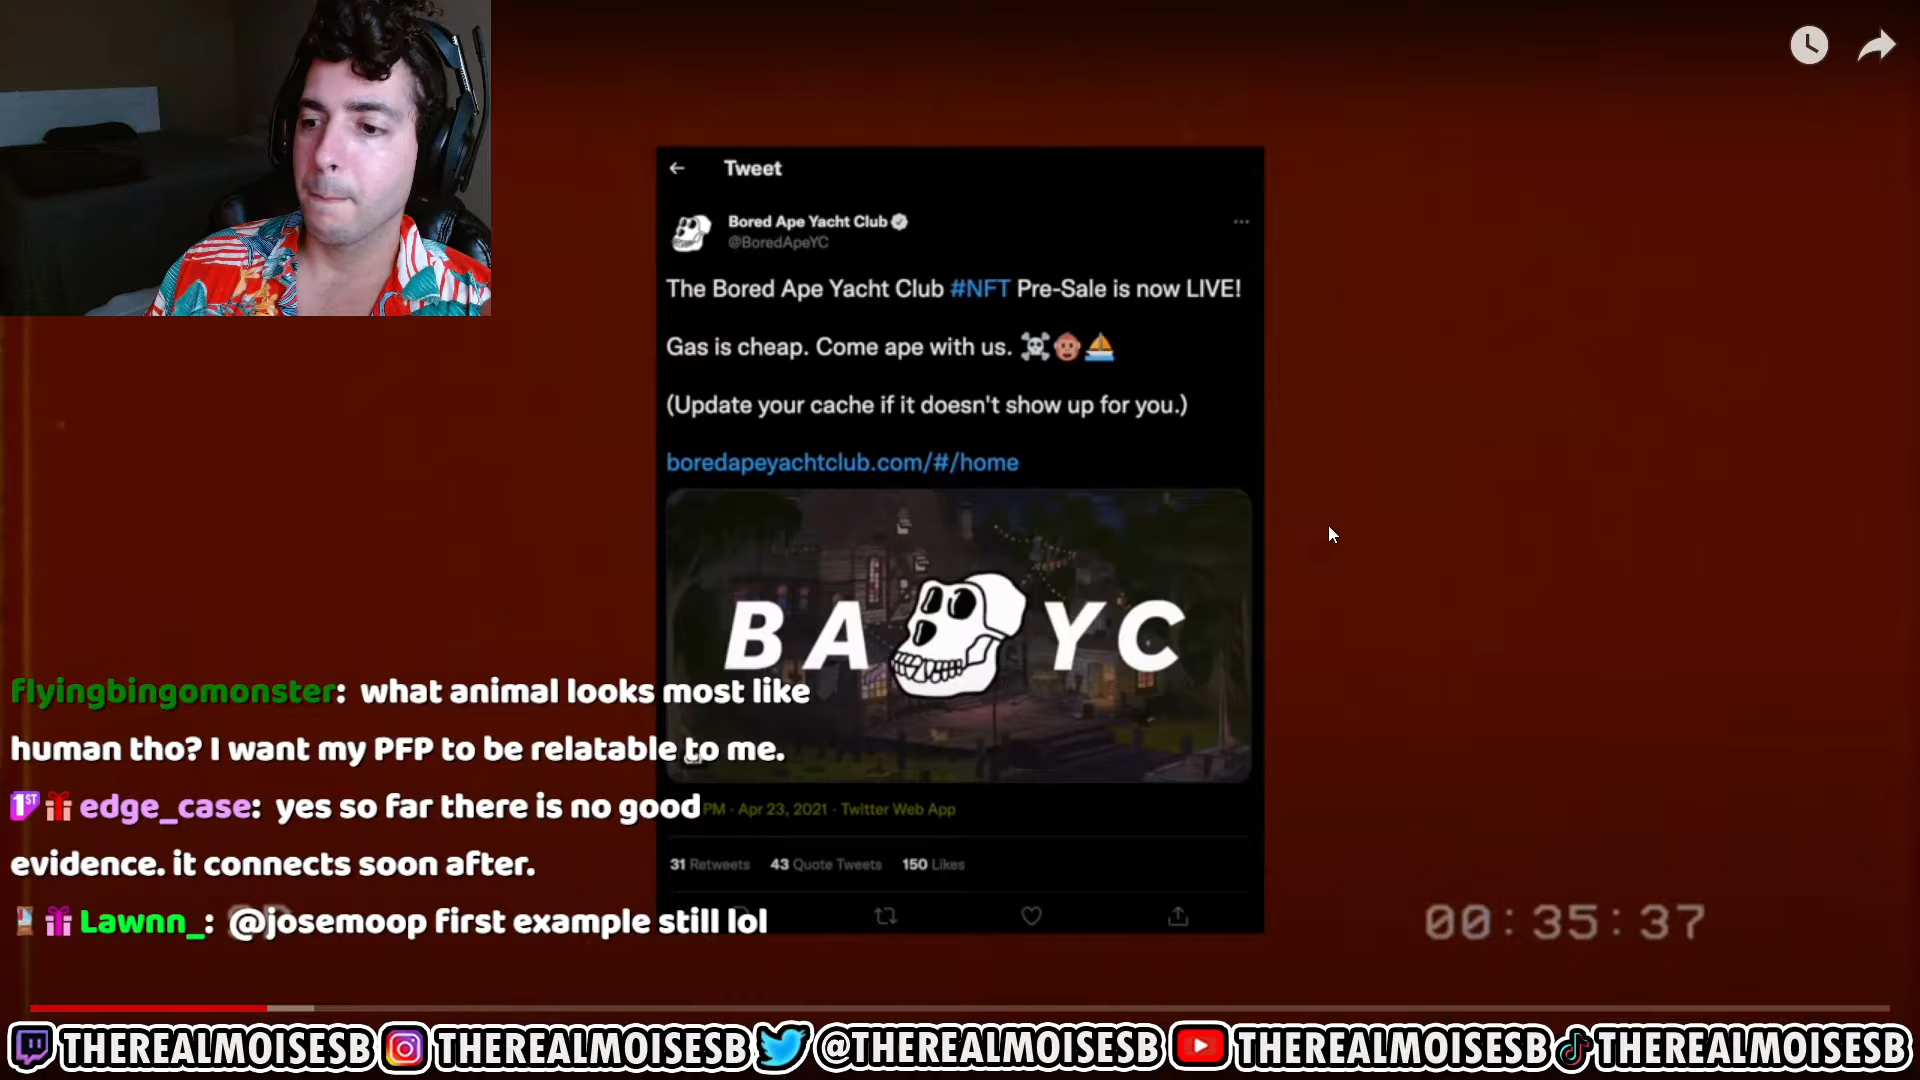 Tweet
Bored Ape Yacht Club
@BoredApeYC
The Bored Ape Yacht Club #NFT Pre-Sale is now LIVE!
Gas is cheap. Come ape with us. ☠️🐵⛵
(Update your cache if it doesn't show up for you.)
boredapeyachtclub.com/#/home
BA YC
PM · Apr 23, 2021 · Twitter Web App
31 Retweets 43 Quote Tweets 150 Likes
flyingbingomonster: what animal looks most like
human tho? I want my PFP to be relatable to me.
1ST edge_case: yes so far there is no good
evidence. it connects soon after.
Lawnn_: @josemoop first example still lol
00:35:37
THEREALMOISESB THEREALMOISESB @THEREALMOISESB THEREALMOISESB THEREALMOISESB